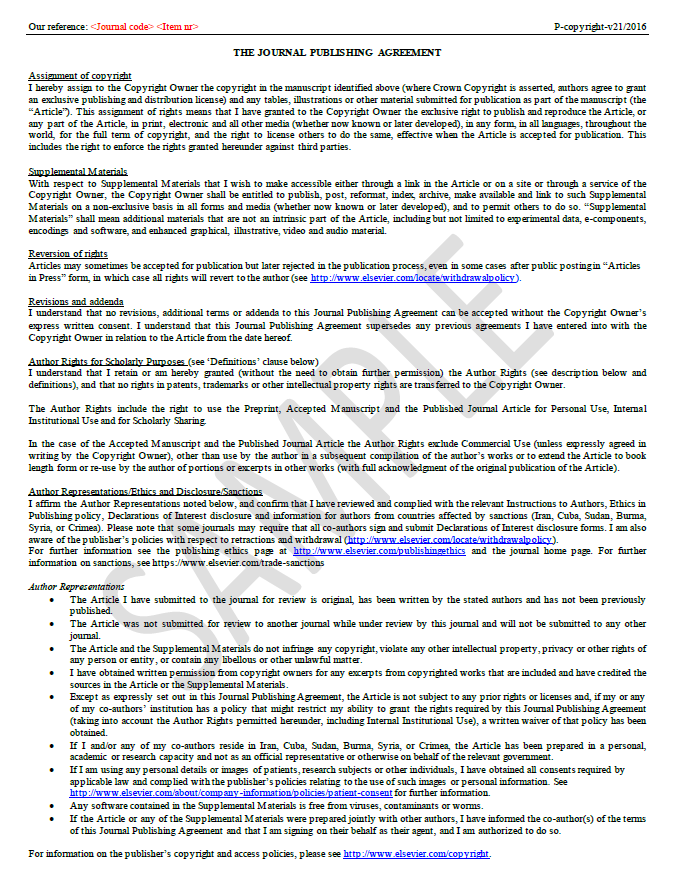 Our reference: <Journal code> <Item nr> P-copyright-v21/2016
THE JOURNAL PUBLISHING AGREEMENT
Assignment of copyright
I hereby assign to the Copyright Owner the copyright in the manuscript identified above (where Crown Copyright is asserted, authors agree to grant
an exclusive publishing and distribution license) and any tables, illustrations or other material submitted for publication as part of the manuscript (the
“Article”). This assignment of rights means that I have granted to the Copyright Owner the exclusive right to publish and reproduce the Article, or
any part of the Article, in print, electronic and all other media (whether now known or later developed), in any form, in all languages, throughout the
world, for the full term of copyright, and the right to license others to do the same, effective when the Article is accepted for publication. This
includes the right to enforce the rights granted hereunder against third parties.
Supplemental Materials
With respect to Supplemental Materials that I wish to make accessible either through a link in the Article or on a site or through a service of the
Copyright Owner, the Copyright Owner shall be entitled to publish, post, reformat, index, archive, make available and link to such Supplemental
Materials on a non-exclusive basis in all forms and media (whether now known or later developed), and to permit others to do so. “Supplemental
Materials” shall mean additional materials that are not an intrinsic part of the Article, including but not limited to experimental data, e-components,
encodings and software, and enhanced graphical, illustrative, video and audio material.
Reversion of rights
Articles may sometimes be accepted for publication but later rejected in the publication process, even in some cases after public posting in “Articles
in Press” form, in which case all rights will revert to the author (see http://www.elsevier.com/locate/withdrawalpolicy).
Revisions and addenda
I understand that no revisions, additional terms or addenda to this Journal Publishing Agreement can be accepted without the Copyright Owner’s
express written consent. I understand that this Journal Publishing Agreement supersedes any previous agreements I have entered into with the
Copyright Owner in relation to the Article from the date hereof.
Author Rights for Scholarly Purposes (see ‘Definitions’ clause below)
I understand that I retain or am hereby granted (without the need to obtain further permission) the Author Rights (see description below and
definitions), and that no rights in patents, trademarks or other intellectual property rights are transferred to the Copyright Owner.
The Author Rights include the right to use the Preprint, Accepted Manuscript and the Published Journal Article for Personal Use, Internal
Institutional Use and for Scholarly Sharing.
In the case of the Accepted Manuscript and the Published Journal Article the Author Rights exclude Commercial Use (unless expressly agreed in
writing by the Copyright Owner), other than use by the author in a subsequent compilation of the author’s works or to extend the Article to book
length form or re-use by the author of portions or excerpts in other works (with full acknowledgment of the original publication of the Article).
Author Representations/Ethics and Disclosure/Sanctions
I affirm the Author Representations noted below, and confirm that I have reviewed and complied with the relevant Instructions to Authors, Ethics in
Publishing policy, Declarations of Interest disclosure and information for authors from countries affected by sanctions (Iran, Cuba, Sudan, Burma,
Syria, or Crimea). Please note that some journals may require that all co-authors sign and submit Declarations of Interest disclosure forms. I am also
aware of the publisher’s policies with respect to retractions and withdrawal (http://www.elsevier.com/locate/withdrawalpolicy).
For further information see the publishing ethics page at http://www.elsevier.com/publishingethics and the journal home page. For further
information on sanctions, see https://www.elsevier.com/trade-sanctions
Author Representations
• The Article I have submitted to the journal for review is original, has been written by the stated authors and has not been previously
published.
• The Article was not submitted for review to another journal while under review by this journal and will not be submitted to any other
journal.
• The Article and the Supplemental Materials do not infringe any copyright, violate any other intellectual property, privacy or other rights of
any person or entity, or contain any libellous or other unlawful matter.
• I have obtained written permission from copyright owners for any excerpts from copyrighted works that are included and have credited the
sources in the Article or the Supplemental Materials.
• Except as expressly set out in this Journal Publishing Agreement, the Article is not subject to any prior rights or licenses and, if my or any
of my co-authors’ institution has a policy that might restrict my ability to grant the rights required by this Journal Publishing Agreement
(taking into account the Author Rights permitted hereunder, including Internal Institutional Use), a written waiver of that policy has been
obtained.
• If I and/or any of my co-authors reside in Iran, Cuba, Sudan, Burma, Syria, or Crimea, the Article has been prepared in a personal,
academic or research capacity and not as an official representative or otherwise on behalf of the relevant government.
• If I am using any personal details or images of patients, research subjects or other individuals, I have obtained all consents required by
applicable law and complied with the publisher’s policies relating to the use of such images or personal information. See
http://www.elsevier.com/about/company-information/policies/patient-consent for further information.
• Any software contained in the Supplemental Materials is free from viruses, contaminants or worms.
• If the Article or any of the Supplemental Materials were prepared jointly with other authors, I have informed the co-author(s) of the terms
of this Journal Publishing Agreement and that I am signing on their behalf as their agent, and I am authorized to do so.
For information on the publisher’s copyright and access policies, please see http://www.elsevier.com/copyright.
SAMPLE